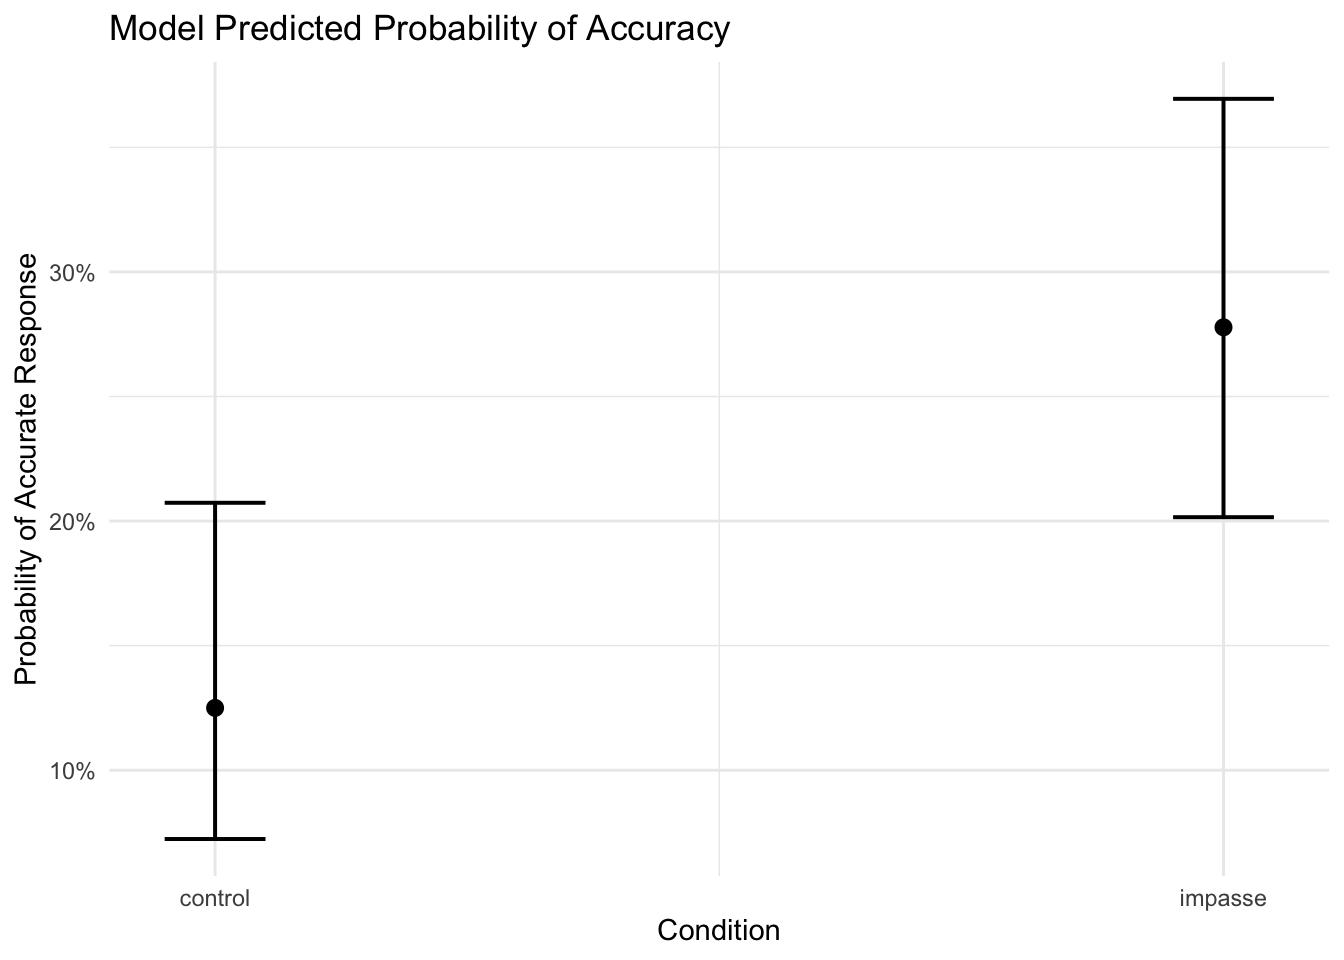 Model Predicted Probability of Accuracy
Probability of Accurate Response
30%
20%
10%
control
impasse
Condition